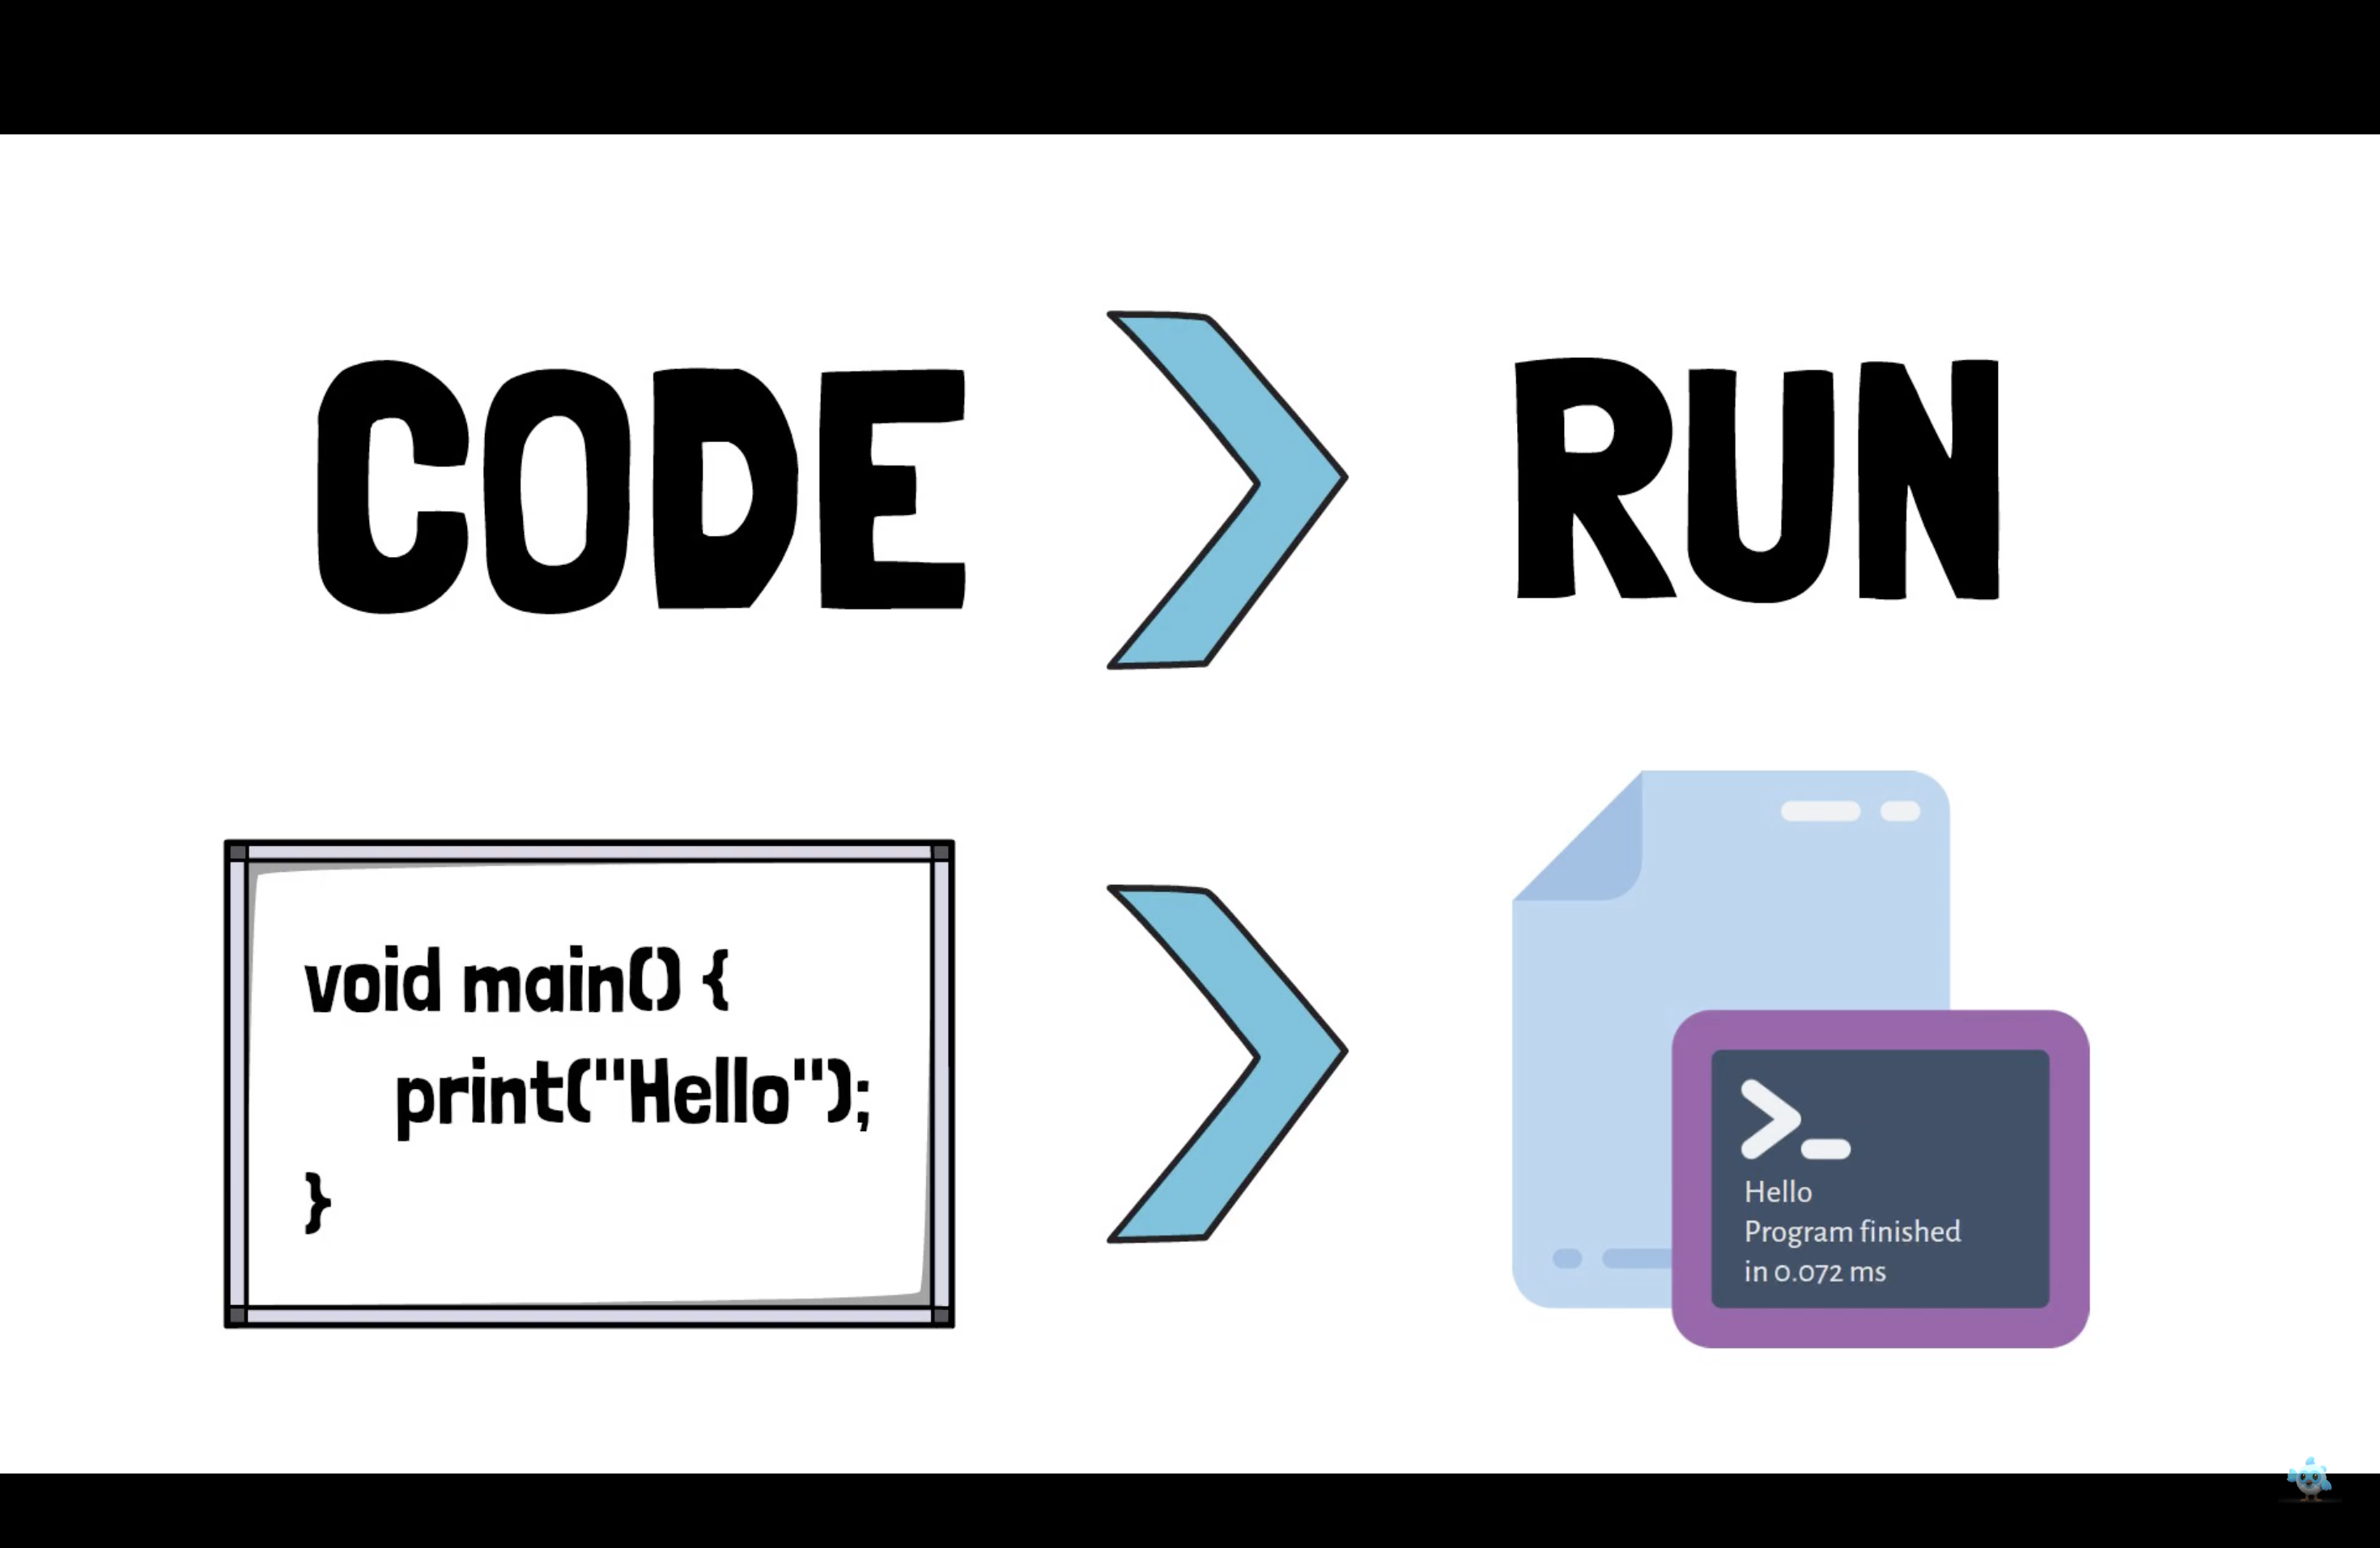 CODE
RUN
void main() {
print("Hello");
}
>_
Hello
Program finished
in 0.072 ms